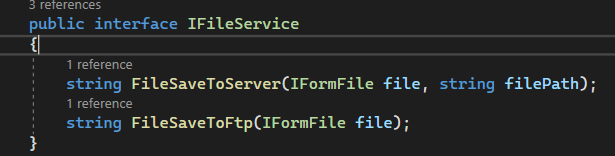 3 references
public interface IFileService
{
1 reference
string FileSaveToServer(IFormFile file, string filePath);
1 reference
string FileSaveToFtp(IFormFile file);
}